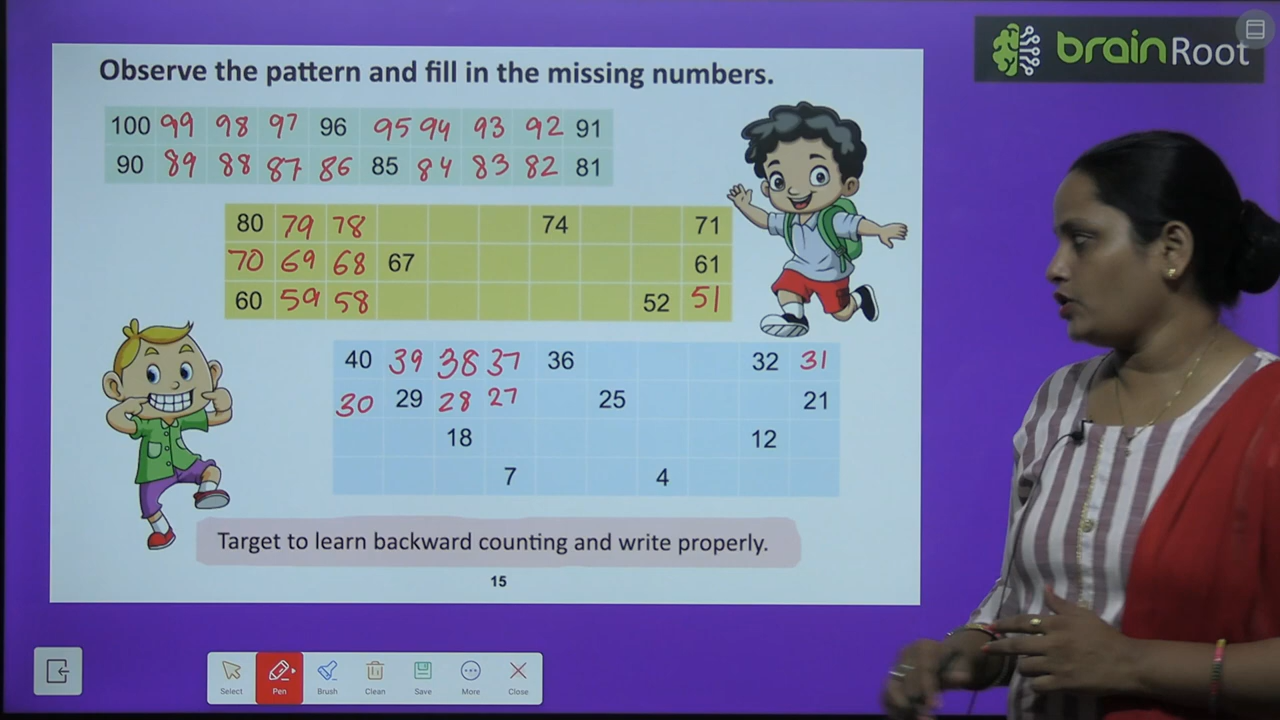 brainRoot
Observe the pattern and fill in the missing numbers.
100 99 98 97 96 95 94 93 92 91
90 89 88 87 86 85 84 83 82 81
80 79 78 74 71
70 69 68 67 61
60 59 58 52 51
40 39 38 37 36 32 31
30 29 28 27 25 21
18 12
7 4
Target to learn backward counting and write properly.
15
Select Pen Brush Clean Save More Close